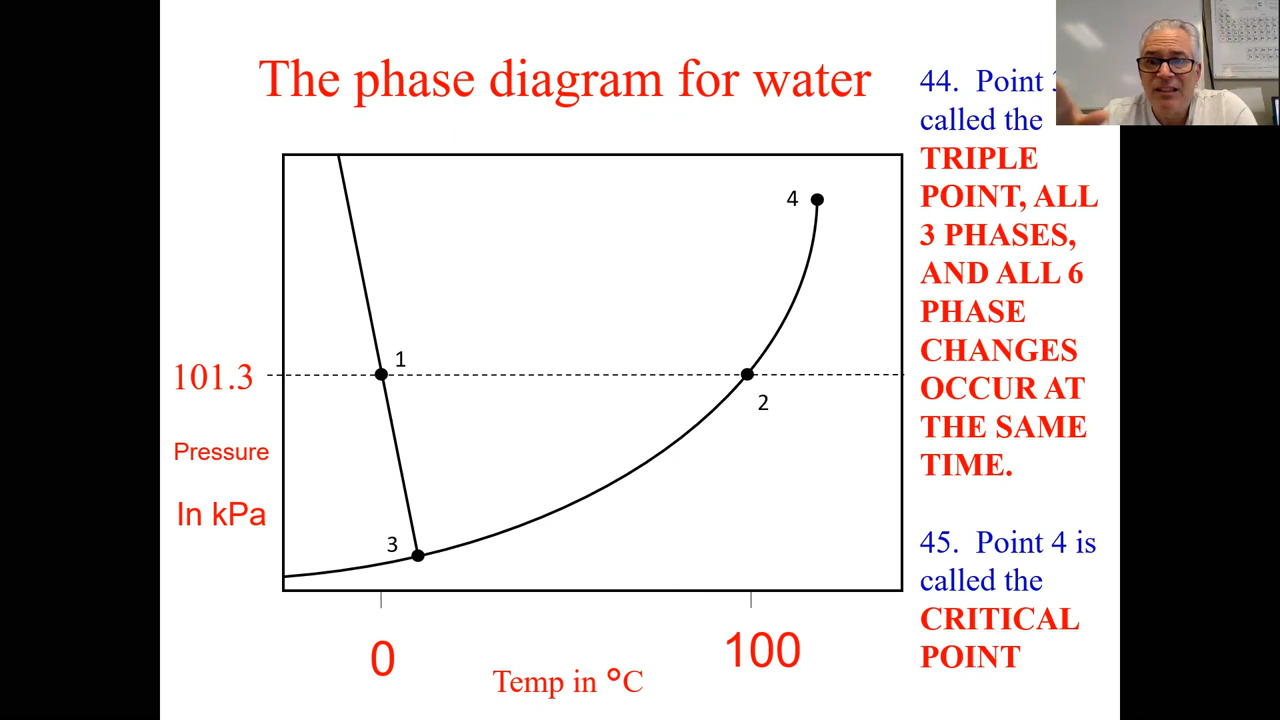 The phase diagram for water
44. Point
called the
TRIPLE
POINT, ALL
3 PHASES,
AND ALL 6
PHASE
CHANGES
OCCUR AT
THE SAME
TIME.
45. Point 4 is
called the
CRITICAL
POINT
4
1
101.3
2
Pressure
In kPa
3
0
100
Temp in °C